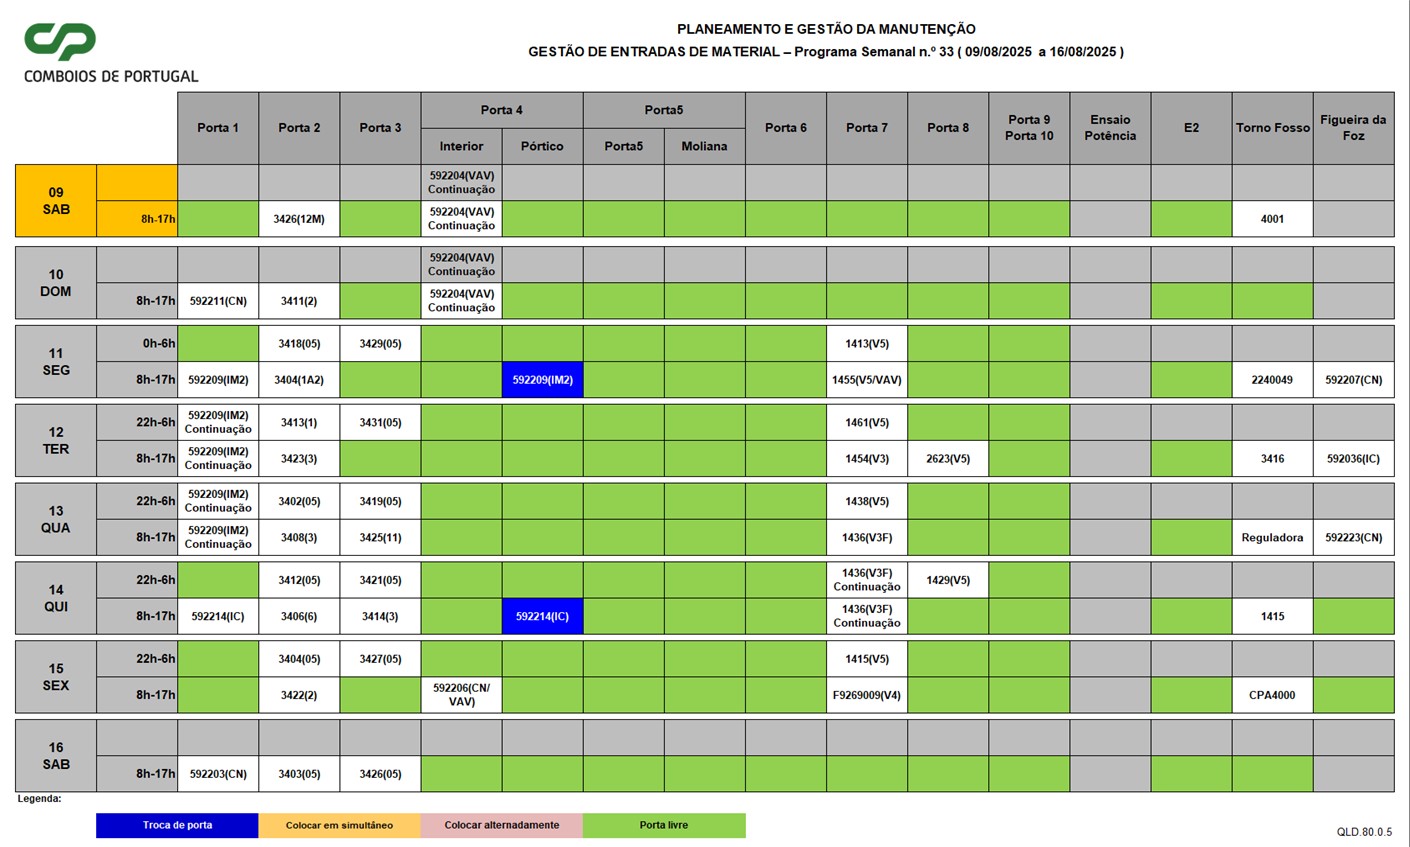 PLANEAMENTO E GESTÃO DA MANUTENÇÃO
GESTÃO DE ENTRADAS DE MATERIAL – Programa Semanal n.º 33 ( 09/08/2025 a 16/08/2025 )
CP
COMBOIOS DE PORTUGAL
Porta 1 Porta 2 Porta 3 Porta 4 Porta5 Porta 6 Porta 7 Porta 8 Porta 9 Porta 10 Ensaio Potência E2 Torno Fosso Figueira da Foz
Interior Pórtico Porta5 Moliana
09 SAB
592204(VAV) Continuação
8h-17h 3426(12M) 592204(VAV) Continuação 4001
10 DOM
592204(VAV) Continuação
8h-17h 592211(CN) 3411(2) 592204(VAV) Continuação
11 SEG
0h-6h 3418(05) 3429(05) 1413(V5)
8h-17h 592209(IM2) 3404(1A2) 592209(IM2) 1455(V5/VAV) 2240049 592207(CN)
12 TER
22h-6h 592209(IM2) Continuação 3413(1) 3431(05) 1461(V5)
8h-17h 592209(IM2) Continuação 3423(3) 1454(V3) 2623(V5) 3416 592036(IC)
13 QUA
22h-6h 592209(IM2) Continuação 3402(05) 3419(05) 1438(V5)
8h-17h 592209(IM2) Continuação 3408(3) 3425(11) 1436(V3F) Reguladora 592223(CN)
14 QUI
22h-6h 3412(05) 3421(05) 1436(V3F) Continuação 1429(V5)
8h-17h 592214(IC) 3406(6) 3414(3) 592214(IC) 1436(V3F) Continuação 1415
15 SEX
22h-6h 3404(05) 3427(05) 1415(V5)
8h-17h 3422(2) 592206(CN/ VAV) F9269009(V4) CPA4000
16 SAB
8h-17h 592203(CN) 3403(05) 3426(05)
Legenda:
Troca de porta Colocar em simultáneo Colocar alternadamente Porta livre
QLD.80.0.5